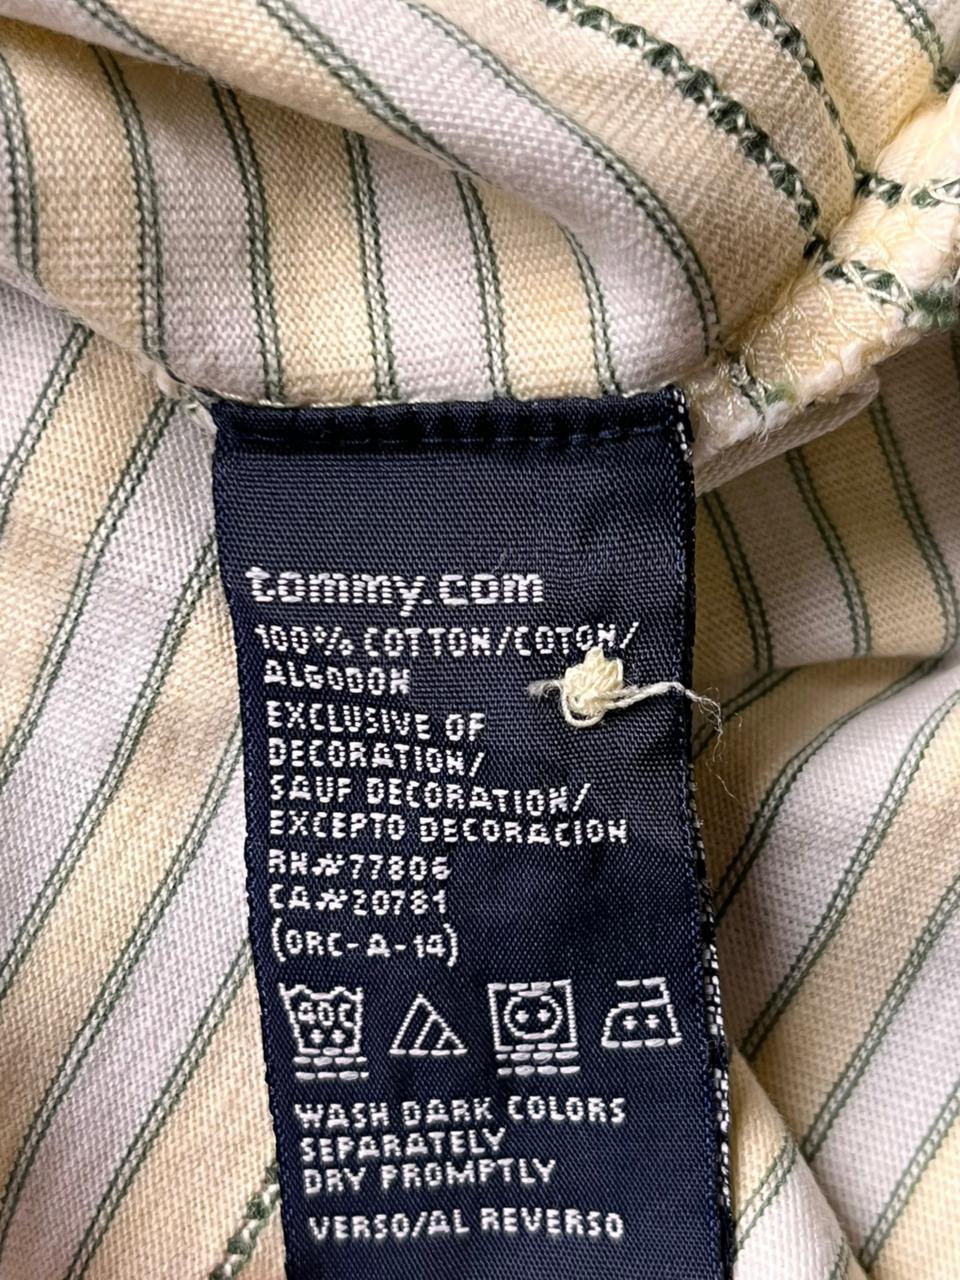 tommy.com
100% COTTON/COTON/
ALGODON
EXCLUSIVE OF
DECORATION/
SAUF DECORATION/
EXCEPTO DECORACION
RN#77806
CA#20781
(ORC-A-14)
40C
WASH DARK COLORS
SEPARATELY
DRY PROMPTLY
VERSO/AL REVERSO